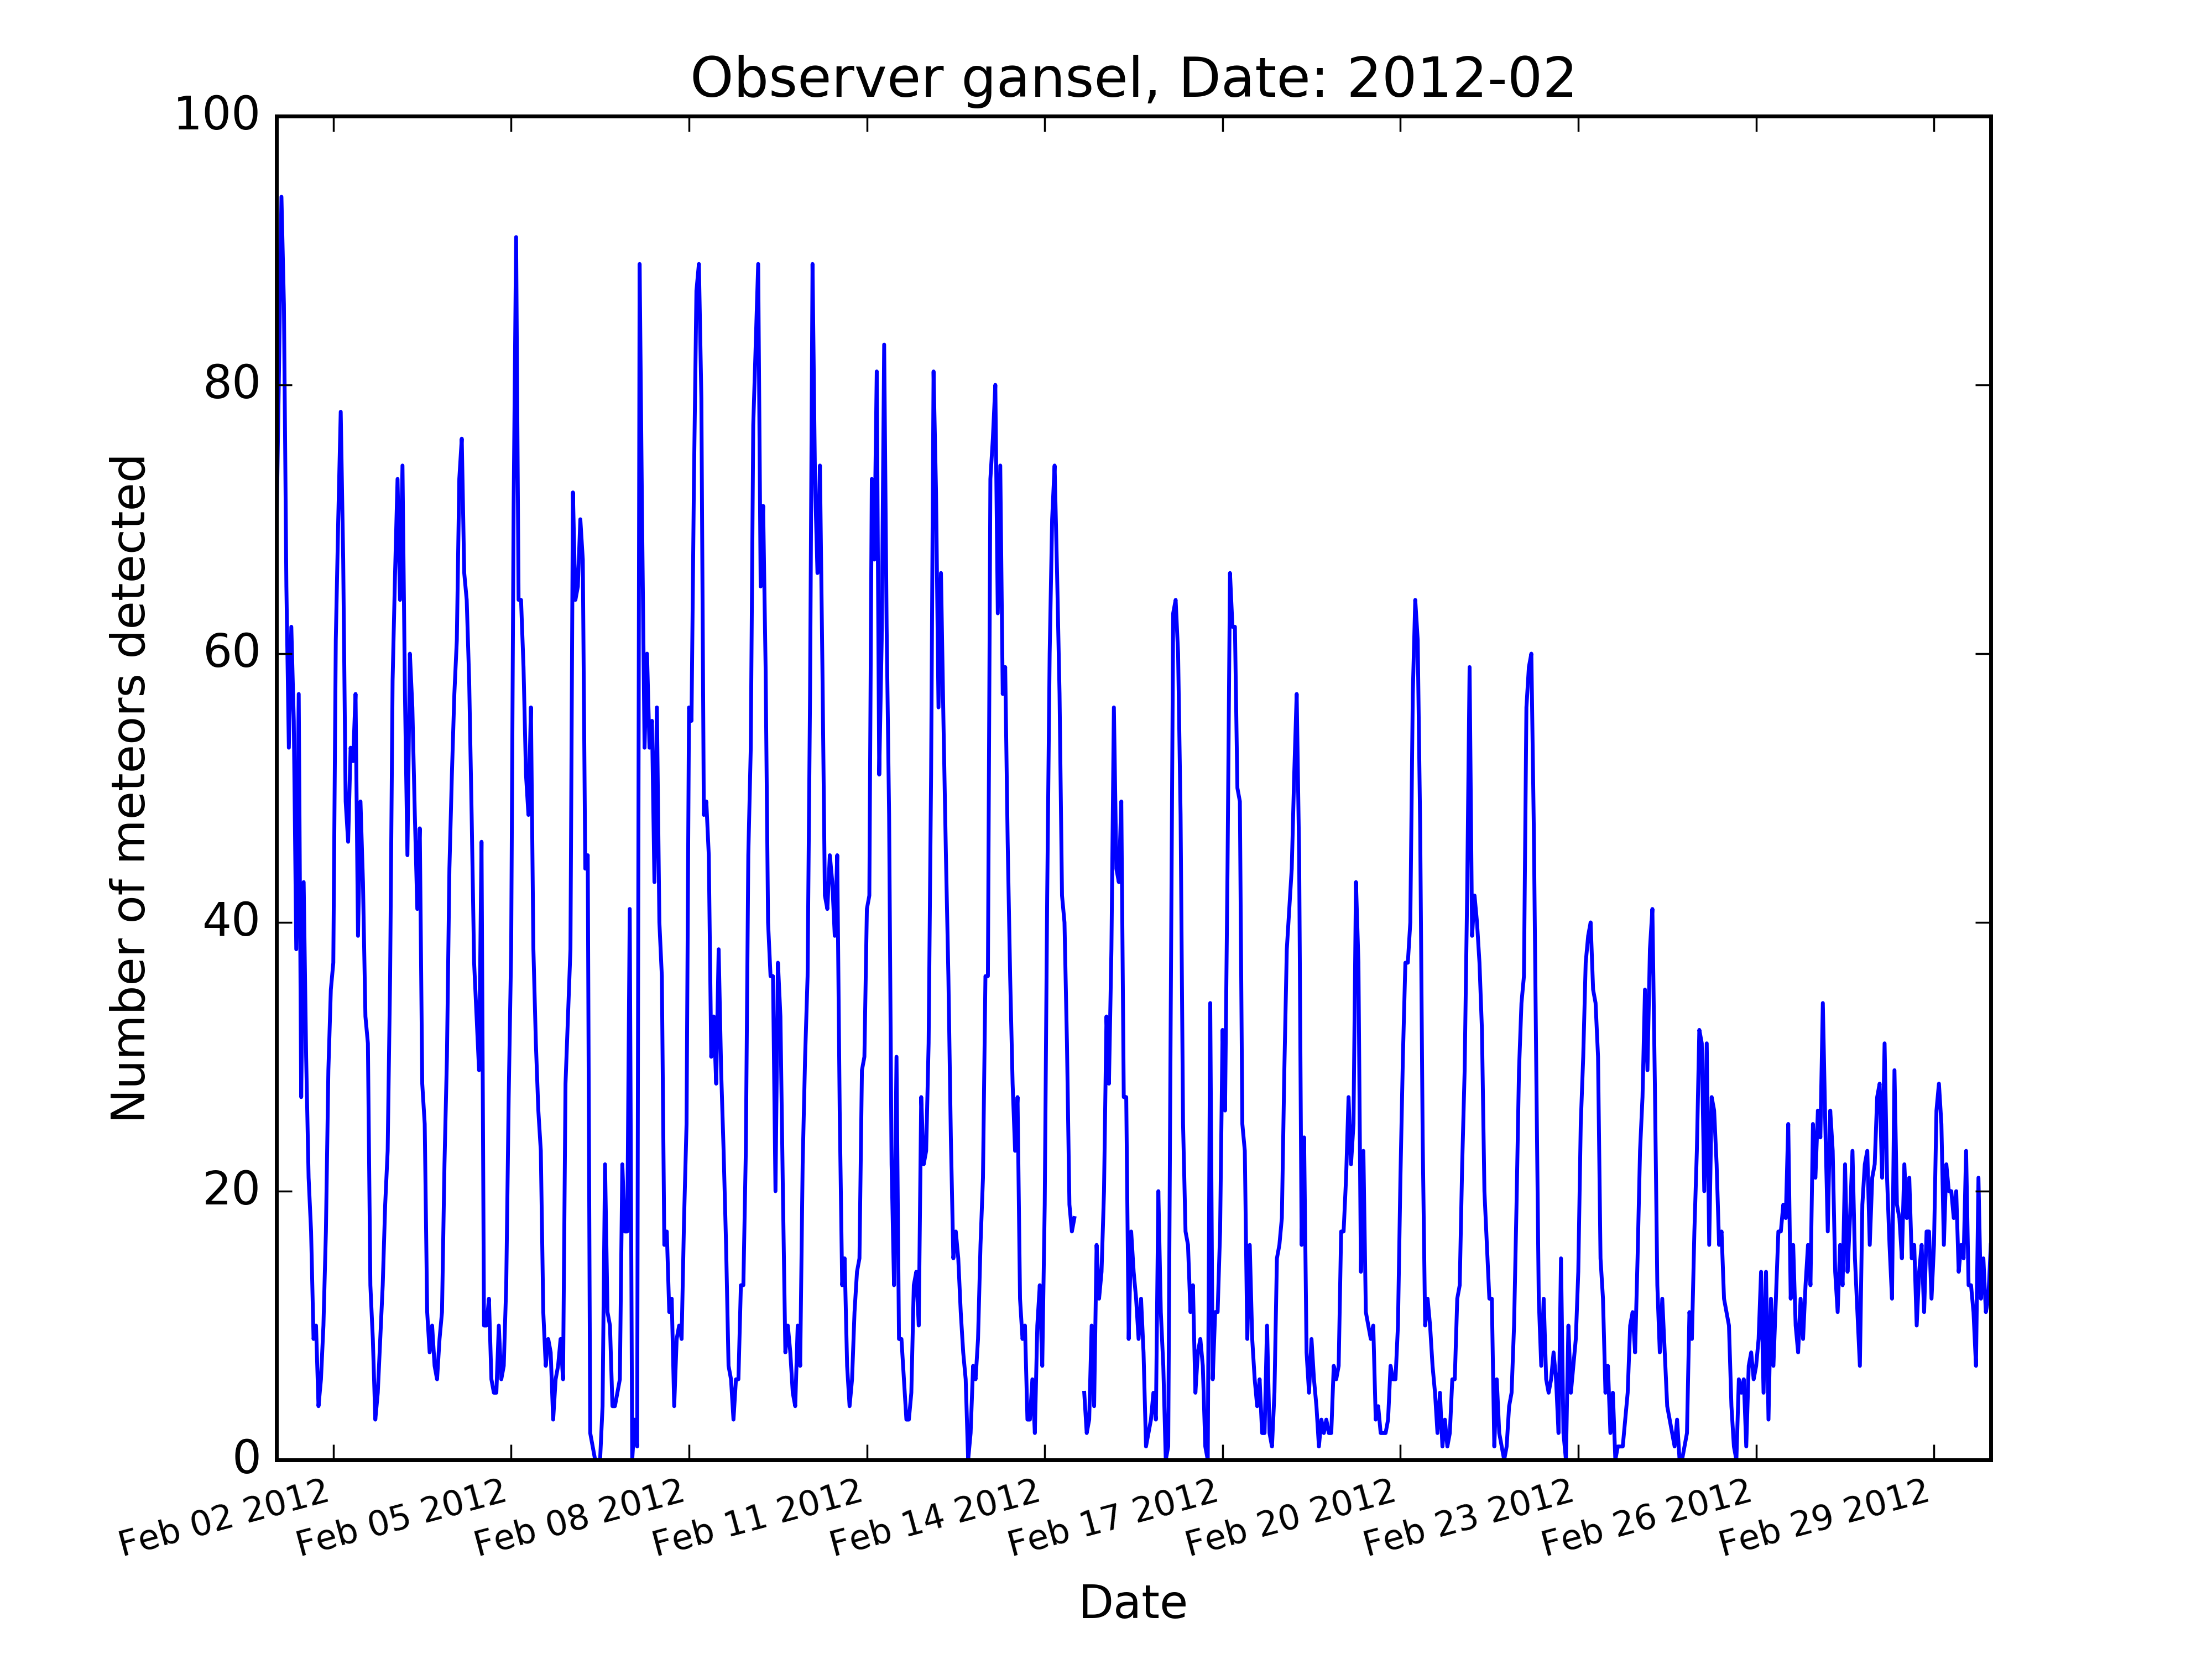 Observer gansel, Date: 2012-02
100
80
60
40
20
0
Number of meteors detected
Feb 02 2012
Feb 05 2012
Feb 08 2012
Feb 11 2012
Feb 14 2012
Feb 17 2012
Feb 20 2012
Feb 23 2012
Feb 26 2012
Feb 29 2012
Date